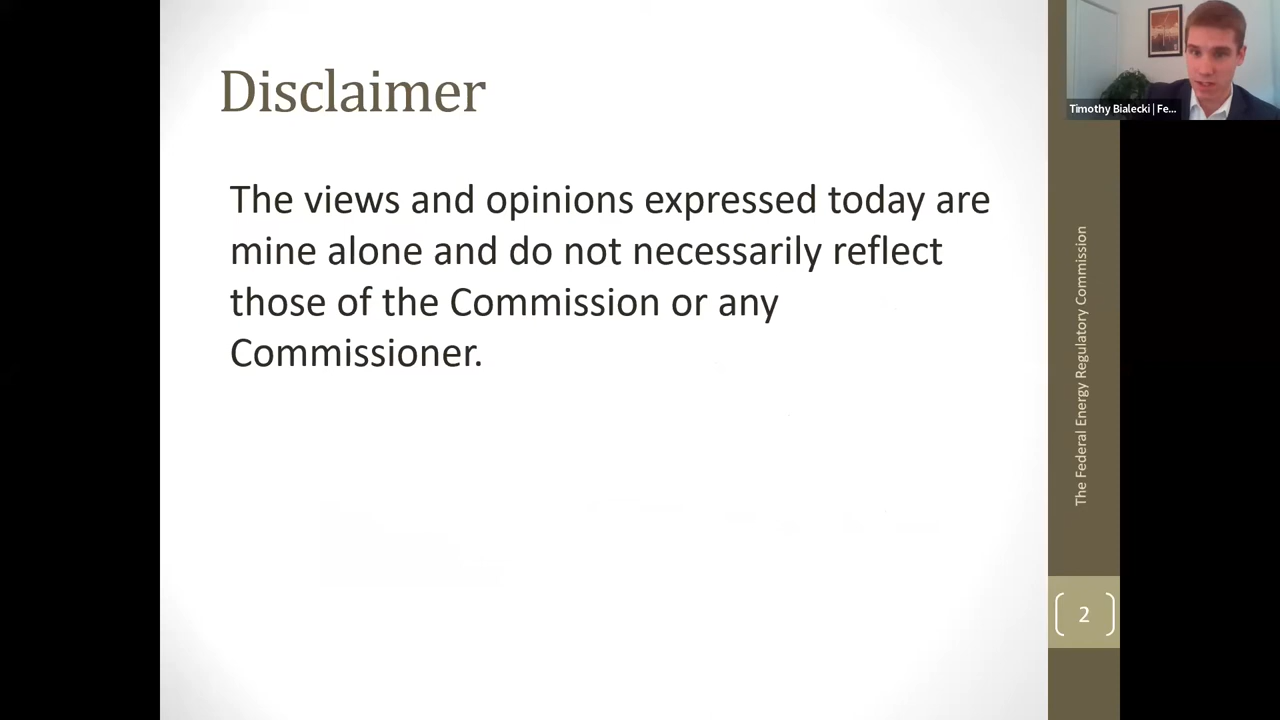 Disclaimer
The views and opinions expressed today are
mine alone and do not necessarily reflect
those of the Commission or any
Commissioner.
Timothy Bialecki | Fe...
The Federal Energy Regulatory Commission
2